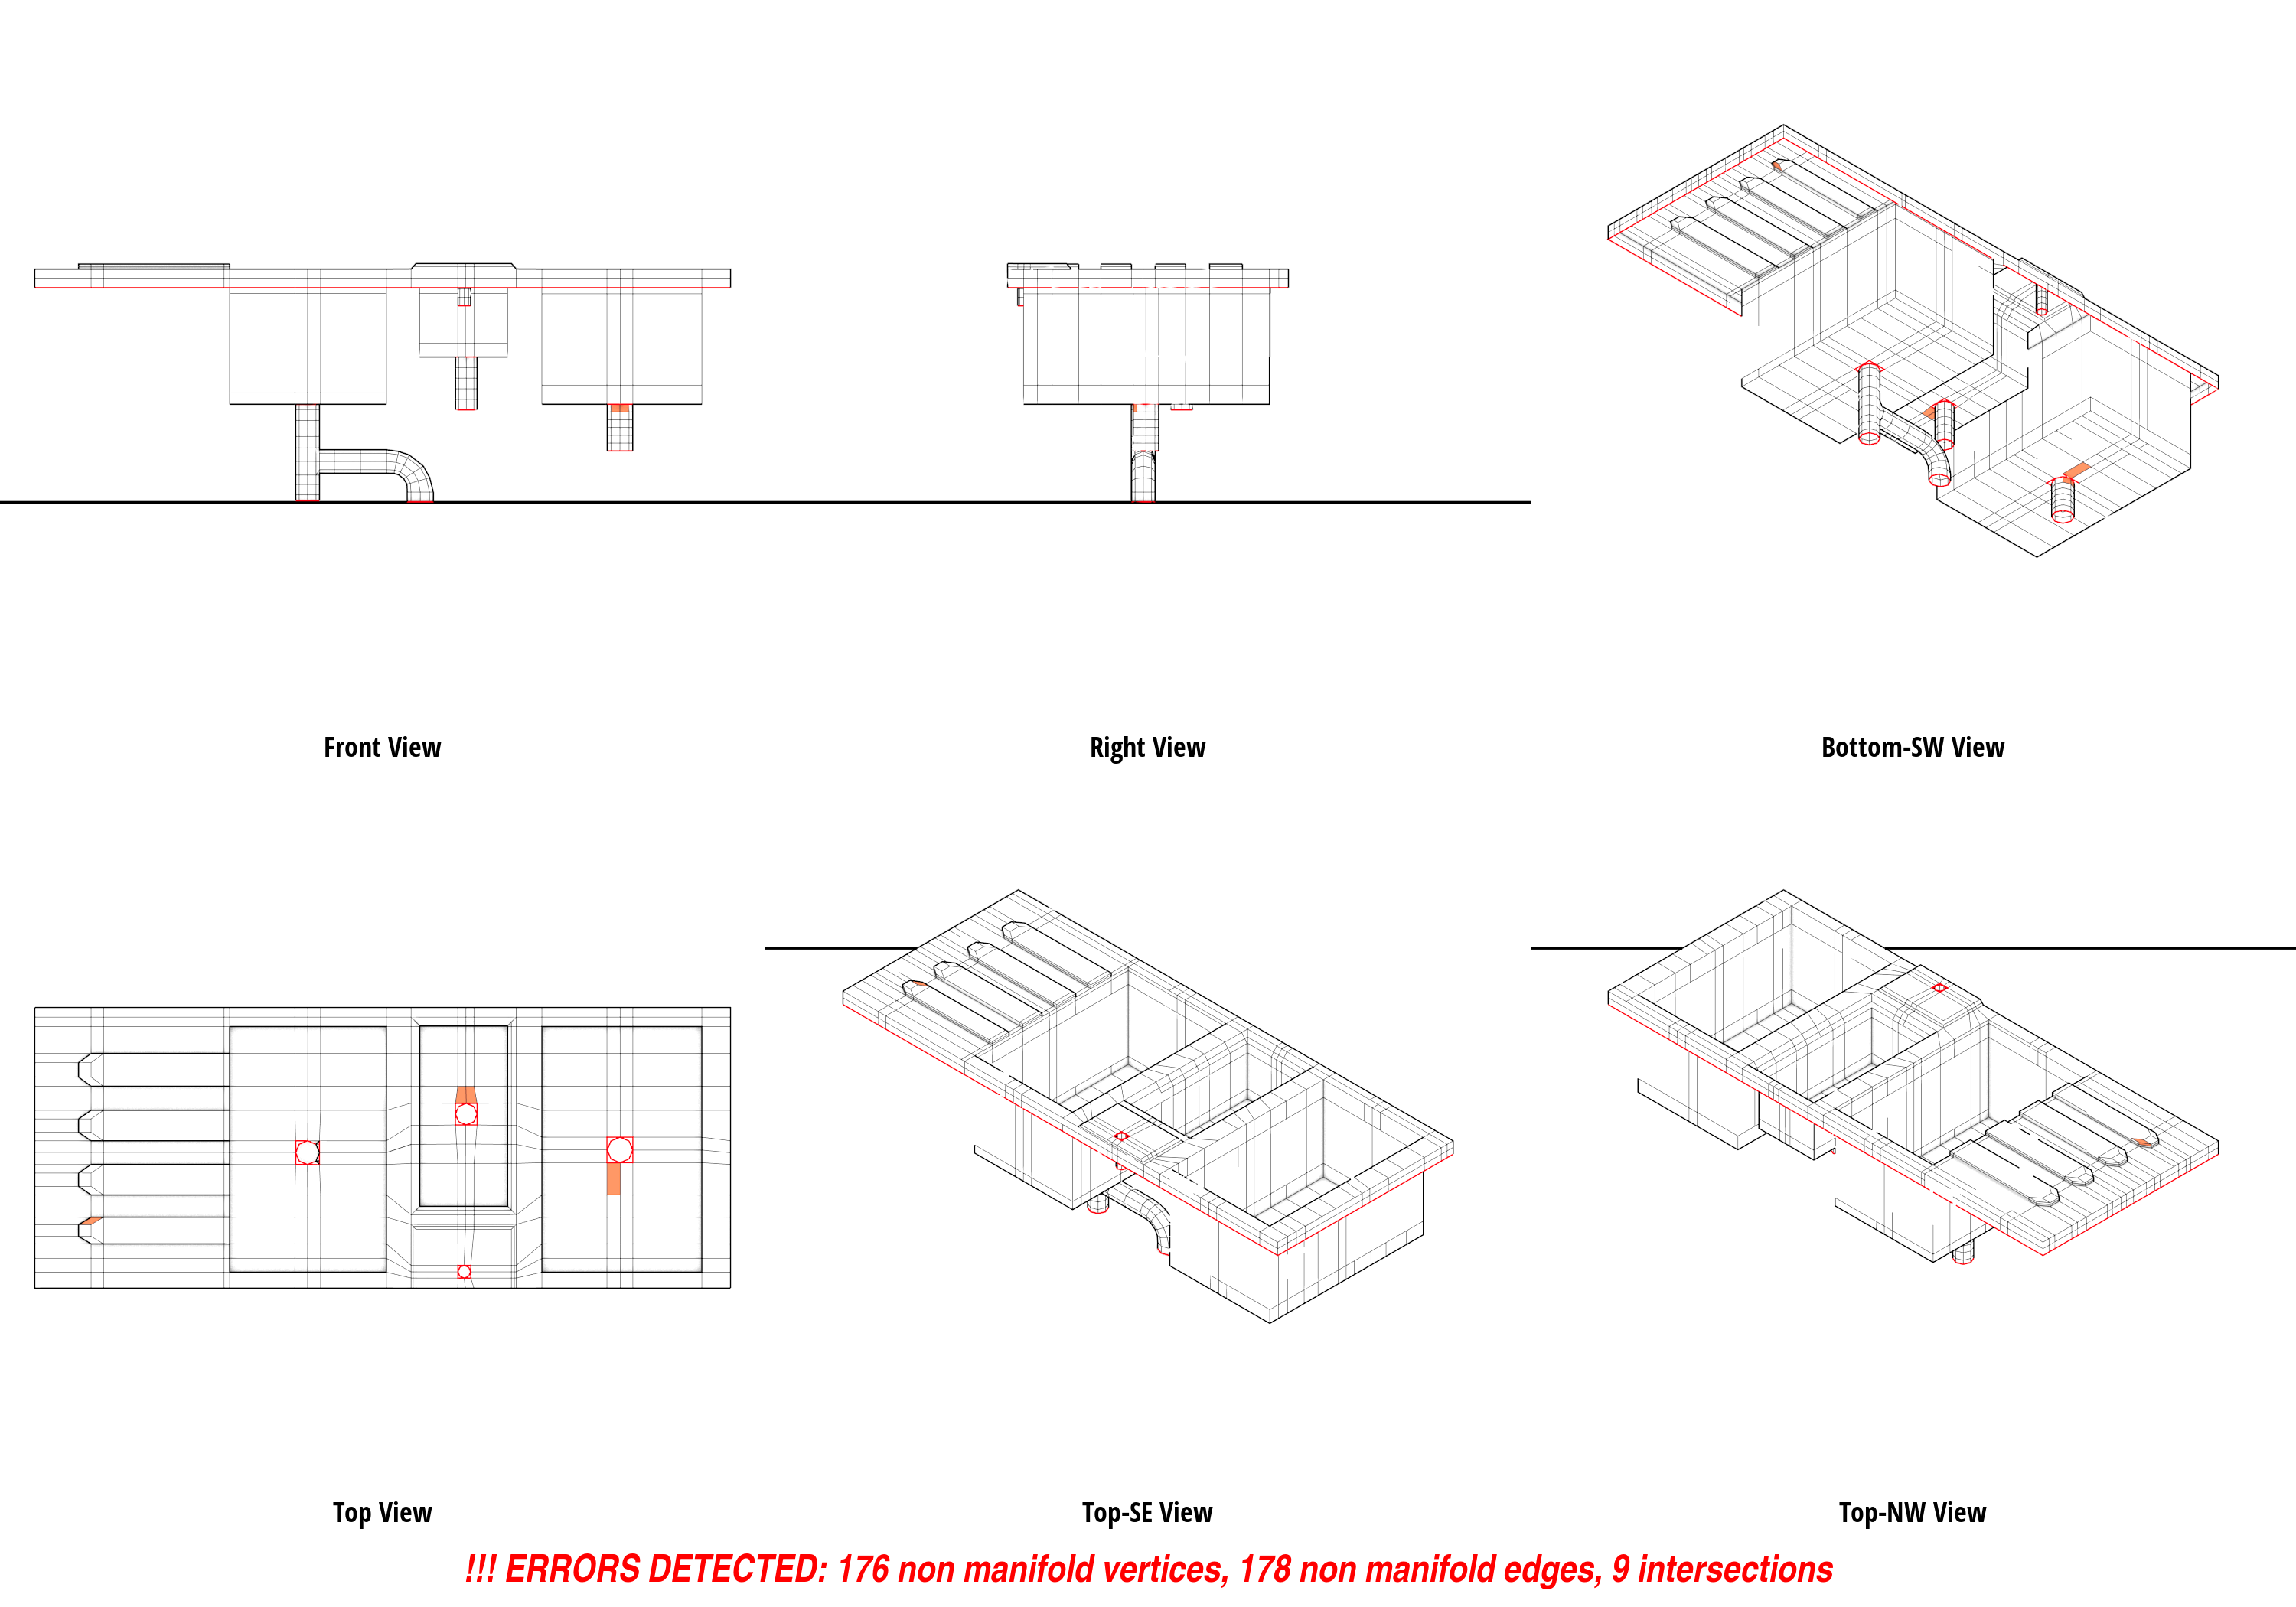 Front View
Right View
Bottom-SW View
Top View
Top-SE View
Top-NW View
!!! ERRORS DETECTED: 176 non manifold vertices, 178 non manifold edges, 9 intersections